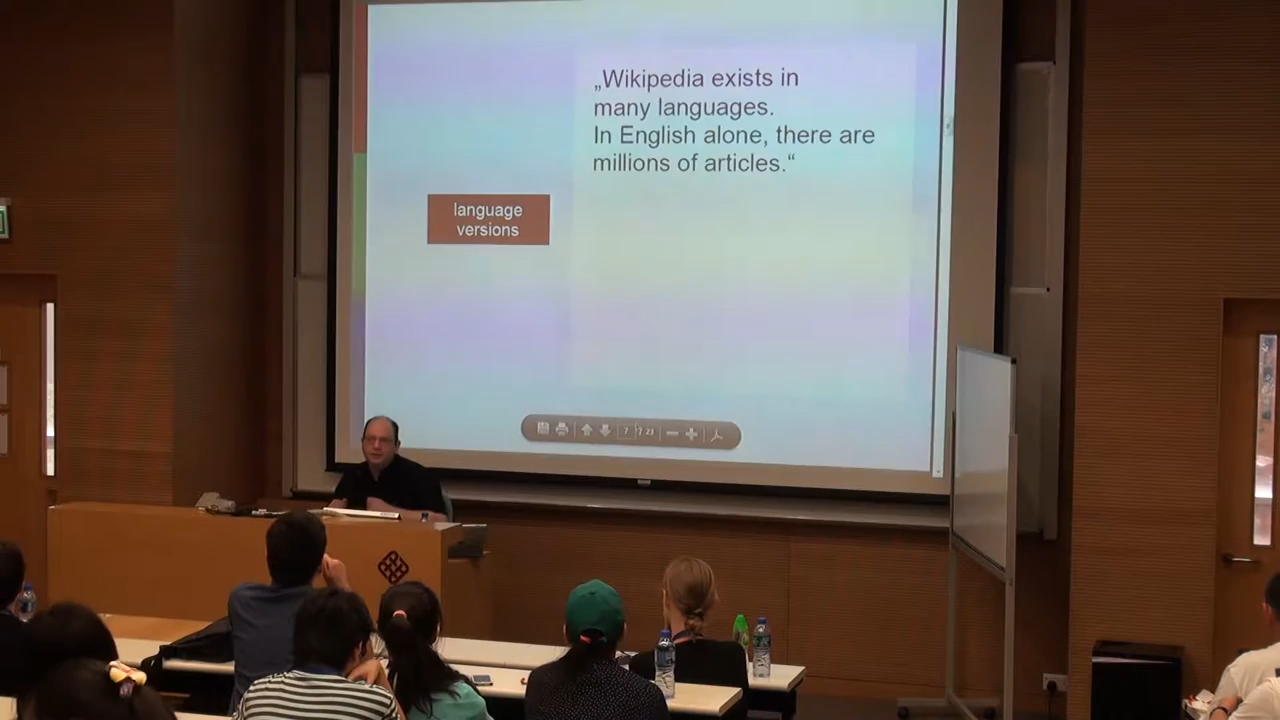 „Wikipedia exists in
many languages.
In English alone, there are
millions of articles.“
language
versions